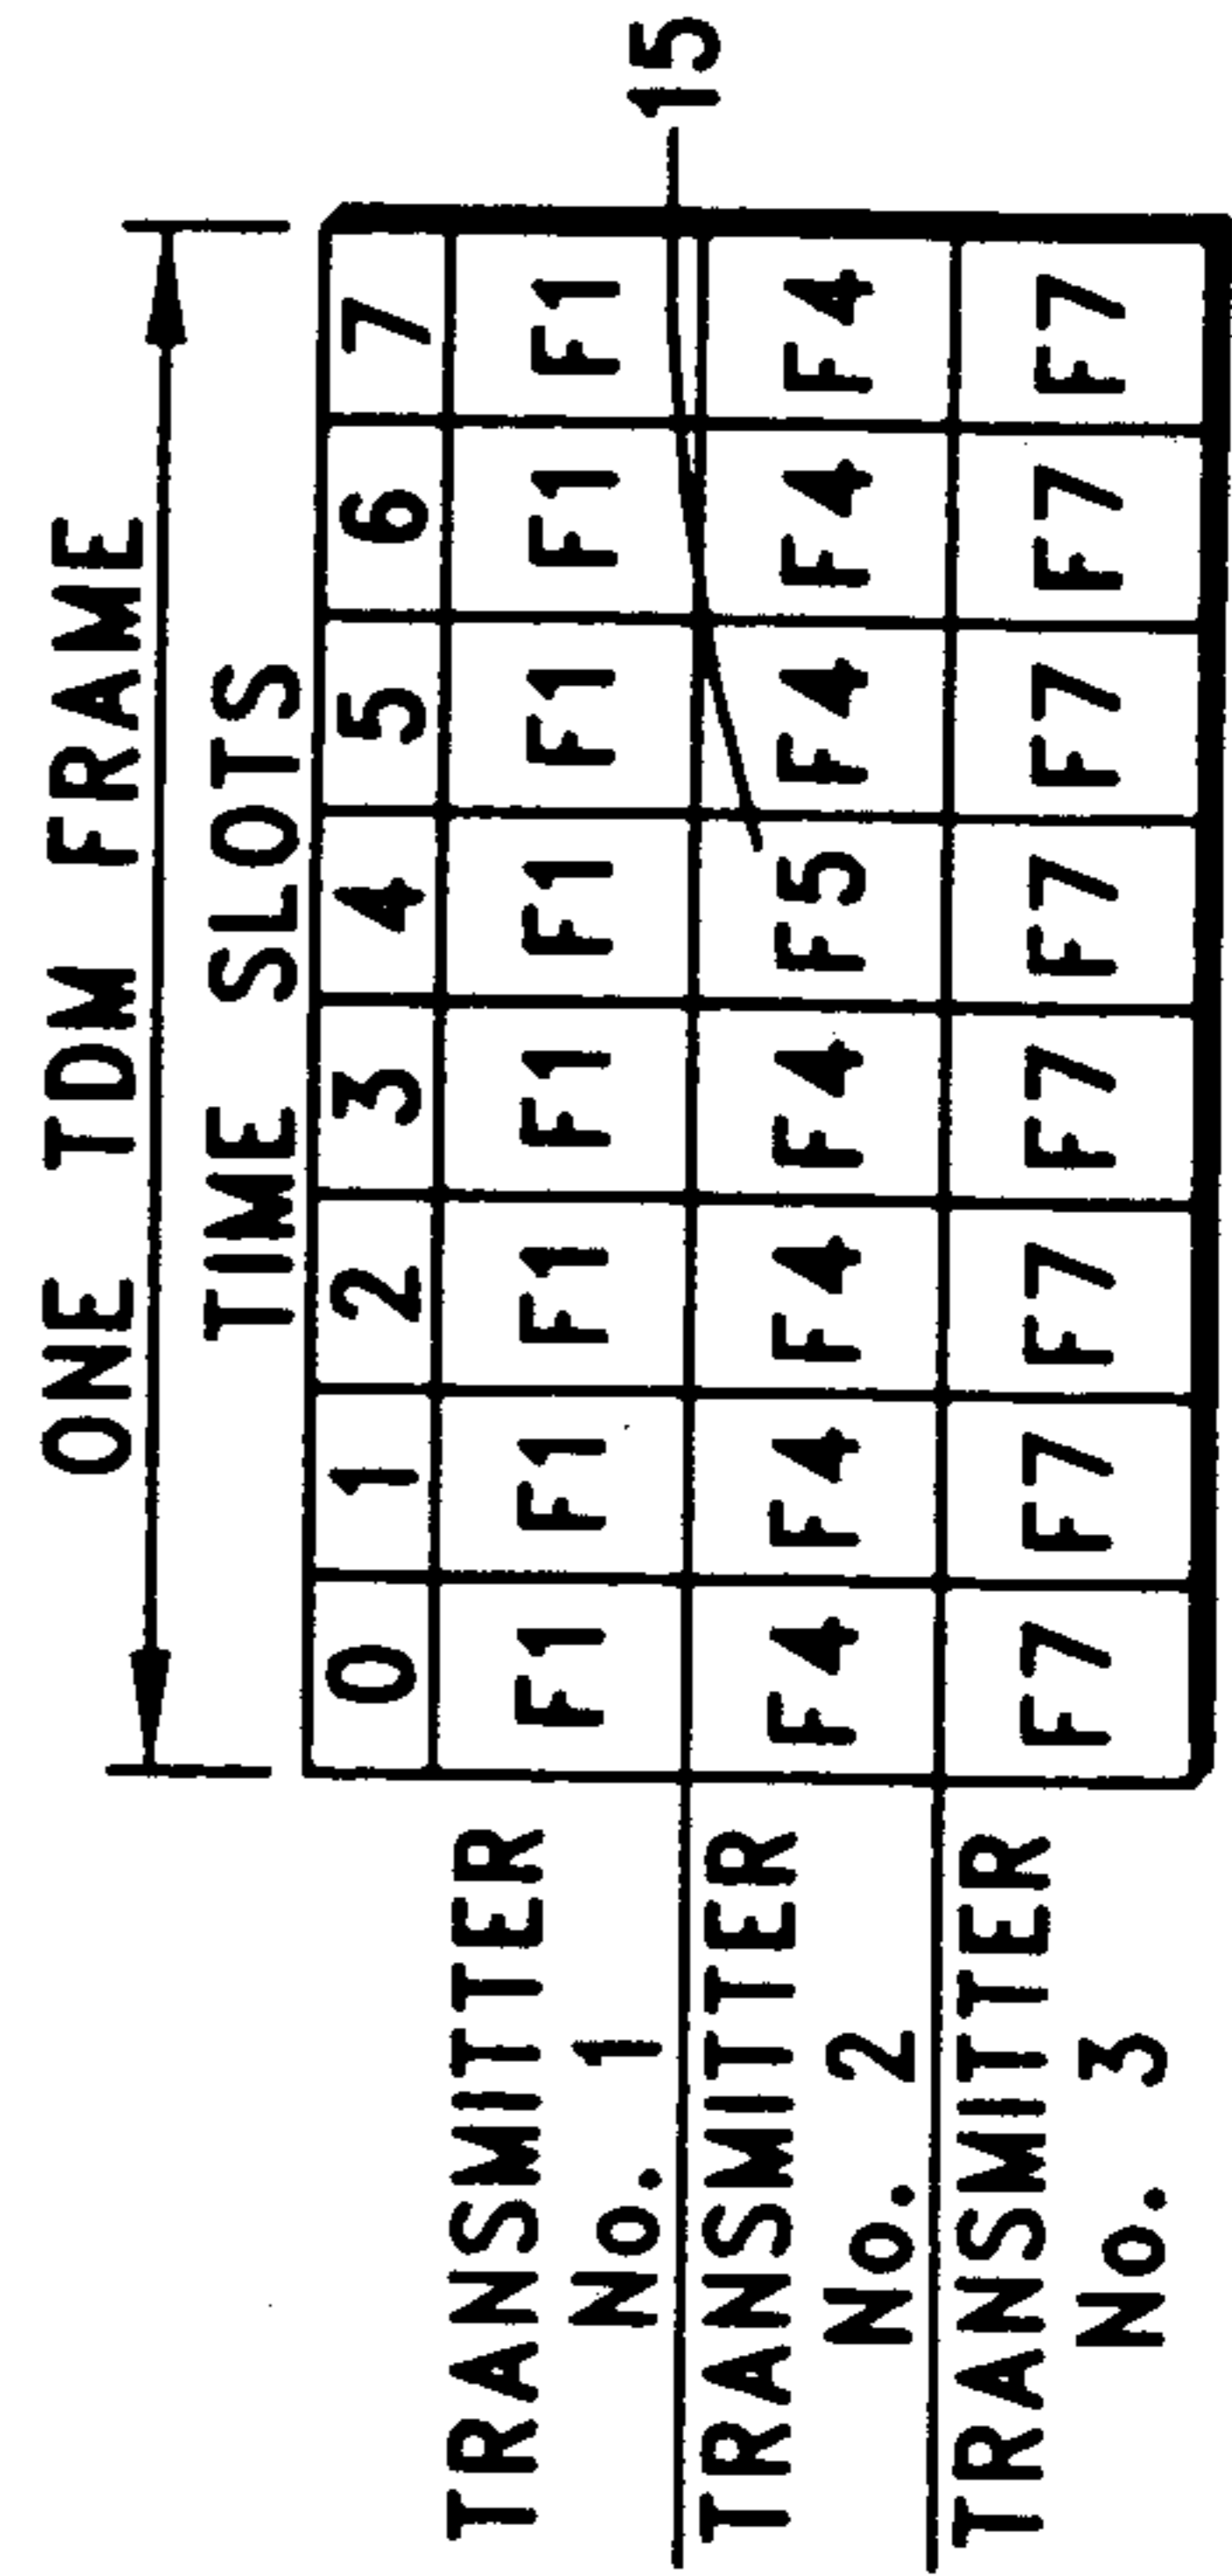 ONE TDM FRAME
TIME SLOTS
0 1 2 3 4 5 6 7
TRANSMITTER No. 1 F1 F1 F1 F1 F1 F1 F1 F1
15
TRANSMITTER No. 2 F4 F4 F4 F4 F5 F4 F4 F4
TRANSMITTER No. 3 F7 F7 F7 F7 F7 F7 F7 F7